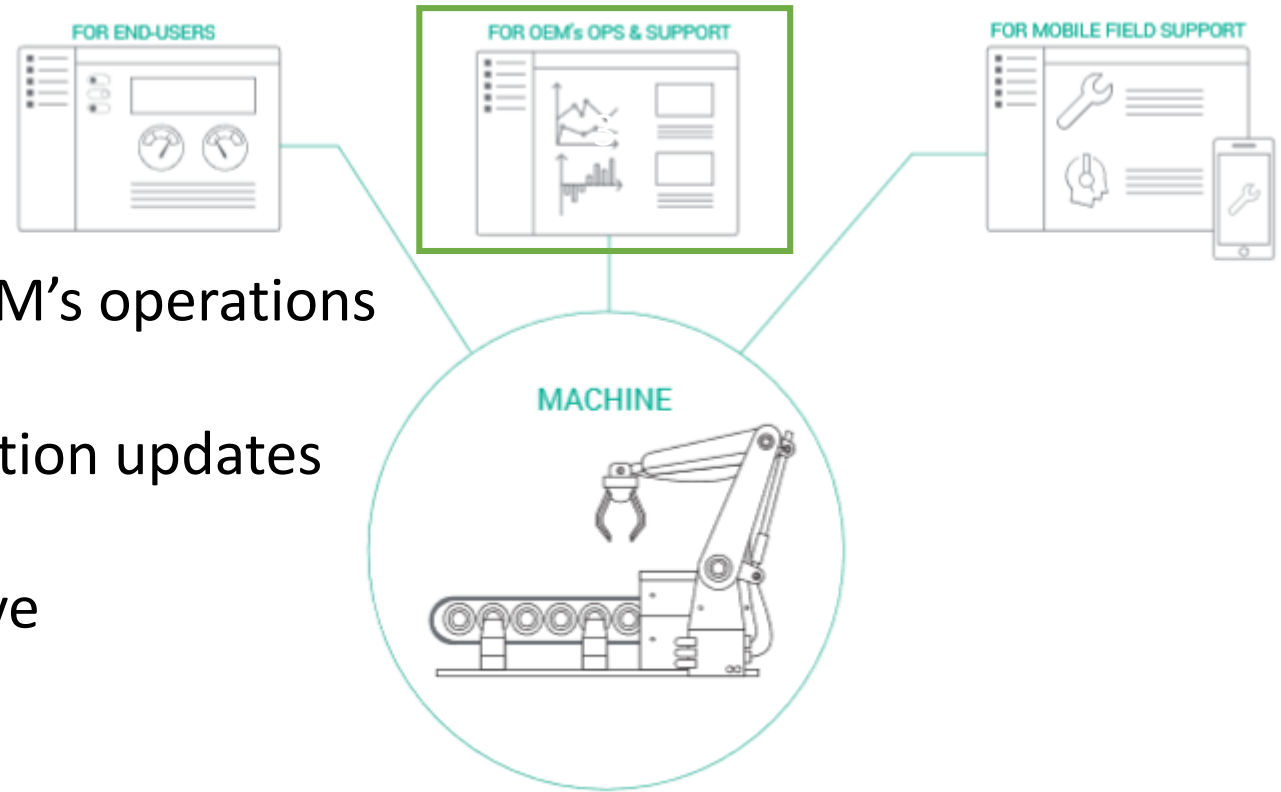 FOR END-USERS
FOR OEM's OPS & SUPPORT
FOR MOBILE FIELD SUPPORT
M’s operations
tion updates
ve
MACHINE